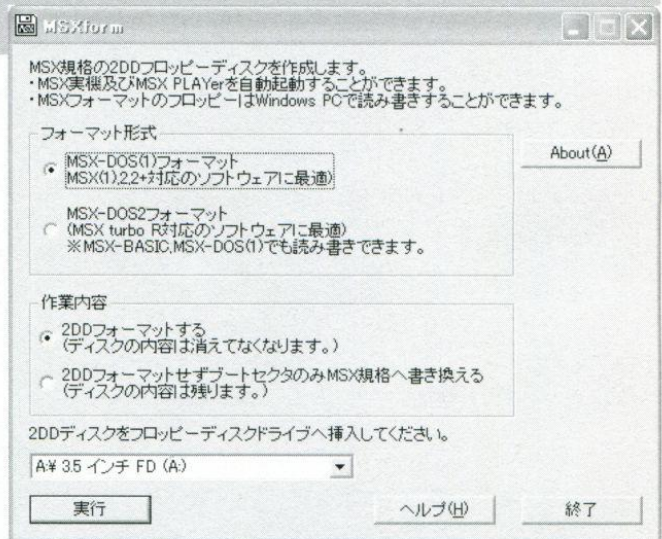 MSXform
MSX規格の2DDフロッピーディスクを作成します。
・MSX実機及びMSX PLAYerを自動起動することができます。
・MSXフォーマットのフロッピーはWindows PCで読み書きすることができます。
フォーマット形式
MSX-DOS(1)フォーマット
MSX(1),2,2+対応のソフトウェアに最適)
About(A)
MSX-DOS2フォーマット
(MSX turbo R対応のソフトウェアに最適)
※MSX-BASIC,MSX-DOS(1)でも読み書きできます。
作業内容
2DDフォーマットする
(ディスクの内容は消えてなくなります。)
2DDフォーマットせずブートセクタのみMSX規格へ書き換える
(ディスクの内容は残ります。)
2DDディスクをフロッピーディスクドライブへ挿入してください。
A:¥ 3.5 インチ FD (A:)
実行
ヘルプ(H)
終了